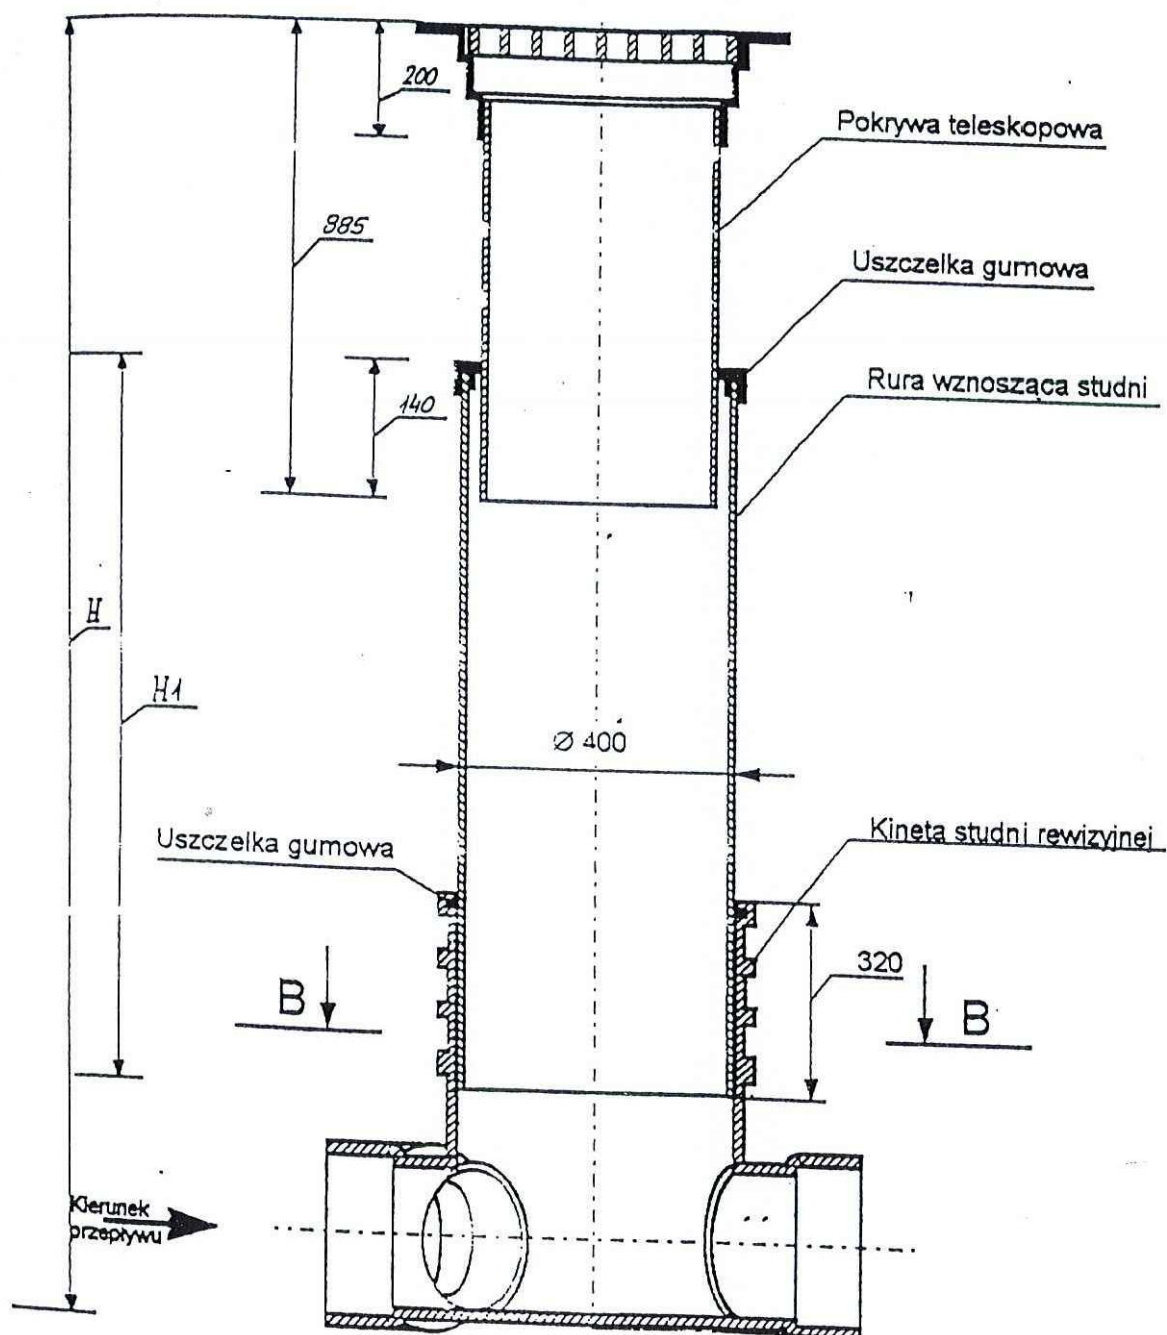 200
Pokrywa teleskopowa
985
Uszczelka gumowa
Rura wznosząca studni
140
H
H1
Ø 400
Uszczelka gumowa
Kineta studni rewizyjnej
320
B
B
Kierunek
przepływu